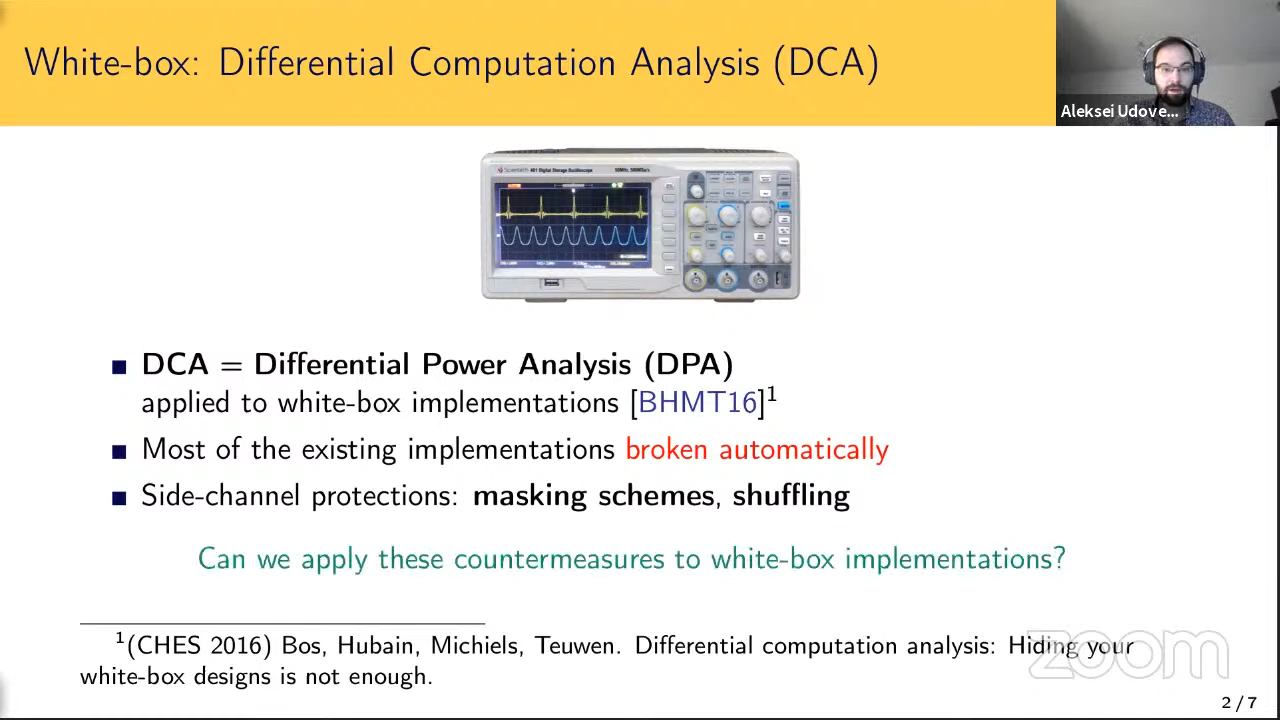 White-box: Differential Computation Analysis (DCA)
Aleksei Udove...
DCA = Differential Power Analysis (DPA)
applied to white-box implementations [BHMT16]¹
Most of the existing implementations broken automatically
Side-channel protections: masking schemes, shuffling
Can we apply these countermeasures to white-box implementations?
¹(CHES 2016) Bos, Hubain, Michiels, Teuwen. Differential computation analysis: Hiding your
white-box designs is not enough.
zoom
2 / 7